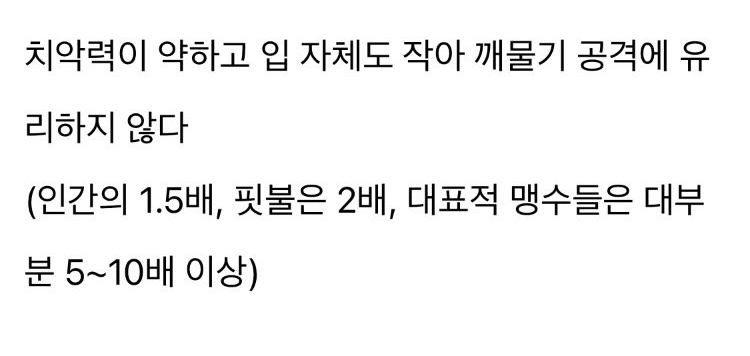 치악력이 약하고 입 자체도 작아 깨물기 공격에 유
리하지 않다
(인간의 1.5배, 핏불은 2배, 대표적 맹수들은 대부
분 5~10배 이상)